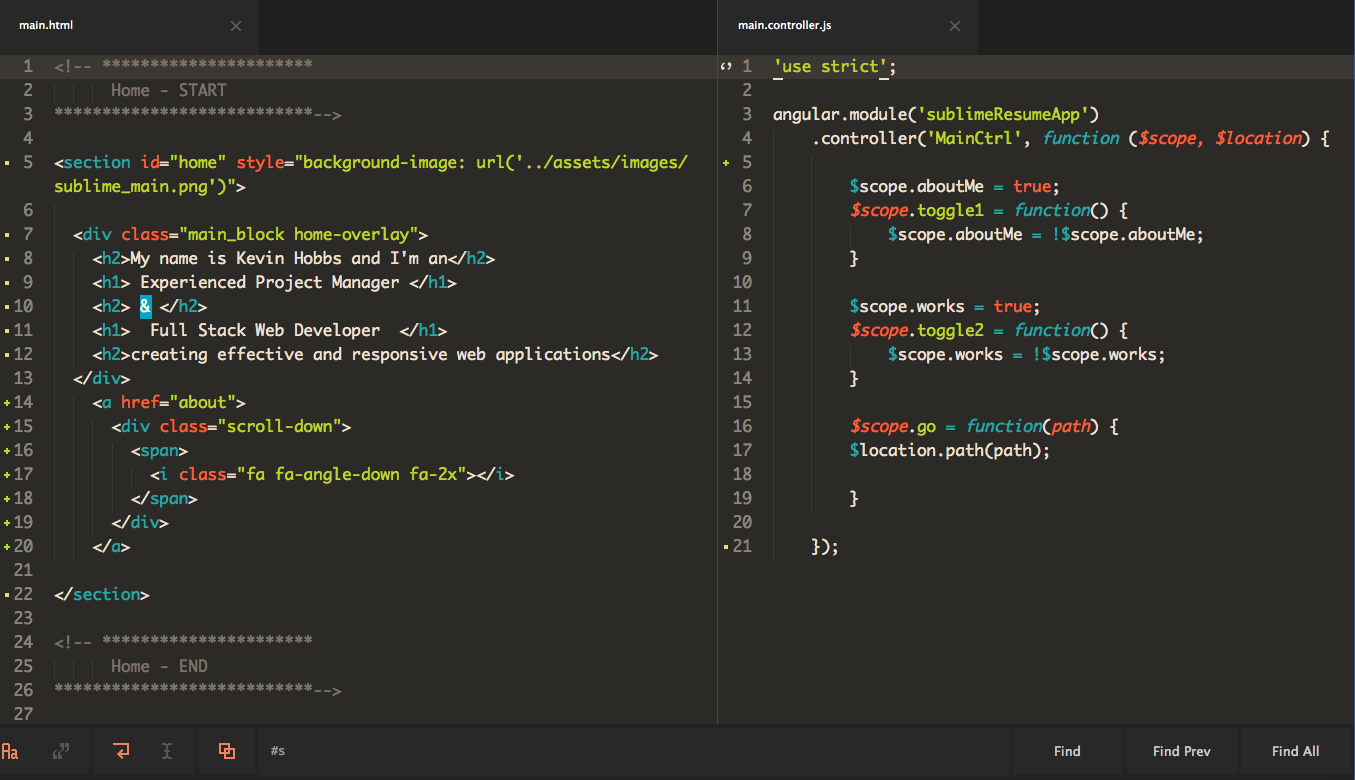 main.html
1 <!-- **********************
2 Home - START
3 ***************************-->
4
5 <section id="home" style="background-image: url('../assets/images/
sublime_main.png')">
6
7 <div class="main_block home-overlay">
8 <h2>My name is Kevin Hobbs and I'm an</h2>
9 <h1> Experienced Project Manager </h1>
10 <h2> & </h2>
11 <h1>  Full Stack Web Developer  </h1>
12 <h2>creating effective and responsive web applications</h2>
13 </div>
14 <a href="about">
15 <div class="scroll-down">
16 <span>
17 <i class="fa fa-angle-down fa-2x"></i>
18 </span>
19 </div>
20 </a>
21
22 </section>
23
24 <!-- **********************
25 Home - END
26 ***************************-->
27
main.controller.js
1 'use strict';
2
3 angular.module('sublimeResumeApp')
4 .controller('MainCtrl', function ($scope, $location) {
5
6 $scope.aboutMe = true;
7 $scope.toggle1 = function() {
8 $scope.aboutMe = !$scope.aboutMe;
9 }
10
11 $scope.works = true;
12 $scope.toggle2 = function() {
13 $scope.works = !$scope.works;
14 }
15
16 $scope.go = function(path) {
17 $location.path(path);
18
19 }
20
21 });
Aa “” #s Find Find Prev Find All